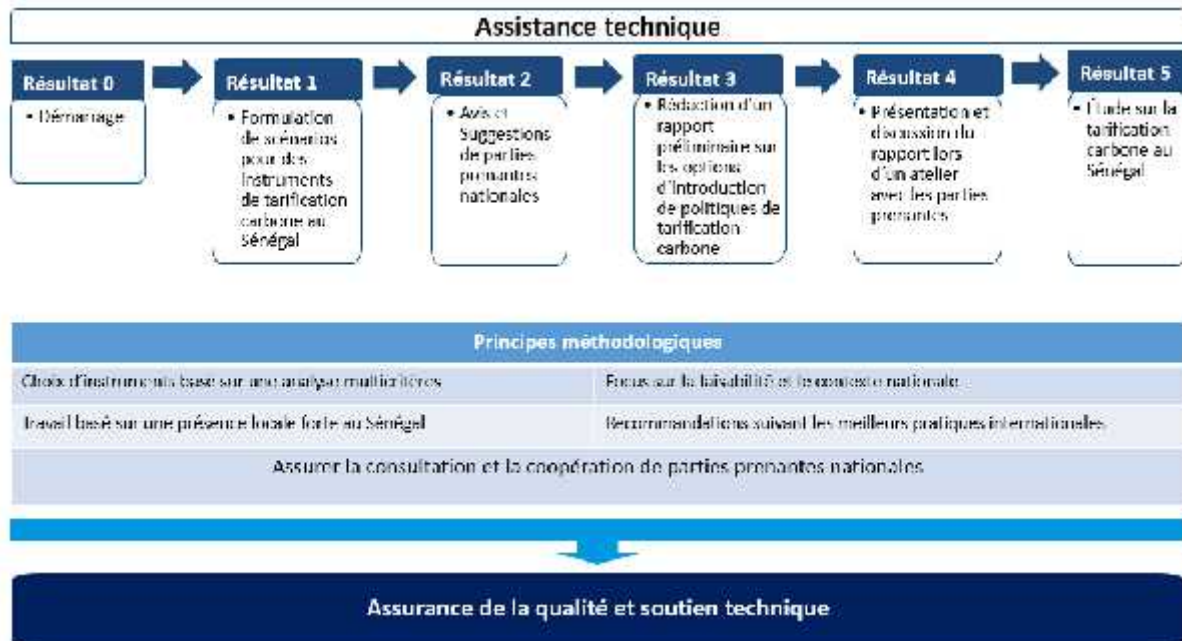 Assistance technique
Résultat 0
• Démarrage
Résultat 1
• Formulation
de scénarios
pour des
instruments
de tarification
carbone au
Sénégal
Résultat 2
• Avis et
Suggestions
de parties
prenantes
nationales
Résultat 3
• Rédaction d'un
rapport
préliminaire sur
les options
d'introduction
de politiques de
tarification
carbone
Résultat 4
• Présentation et
discussion du
rapport lors
d'un atelier
avec les parties
prenantes
Résultat 5
• Étude sur la
tarification
carbone au
Sénégal
Principes méthodologiques
Choix d'instruments basé sur une analyse multicritères
Focus sur la faisabilité et le contexte nationale
Travail basé sur une présence locale forte au Sénégal
Recommandations suivant les meilleurs pratiques internationales
Assurer la consultation et la coopération de parties prenantes nationales
Assurance de la qualité et soutien technique